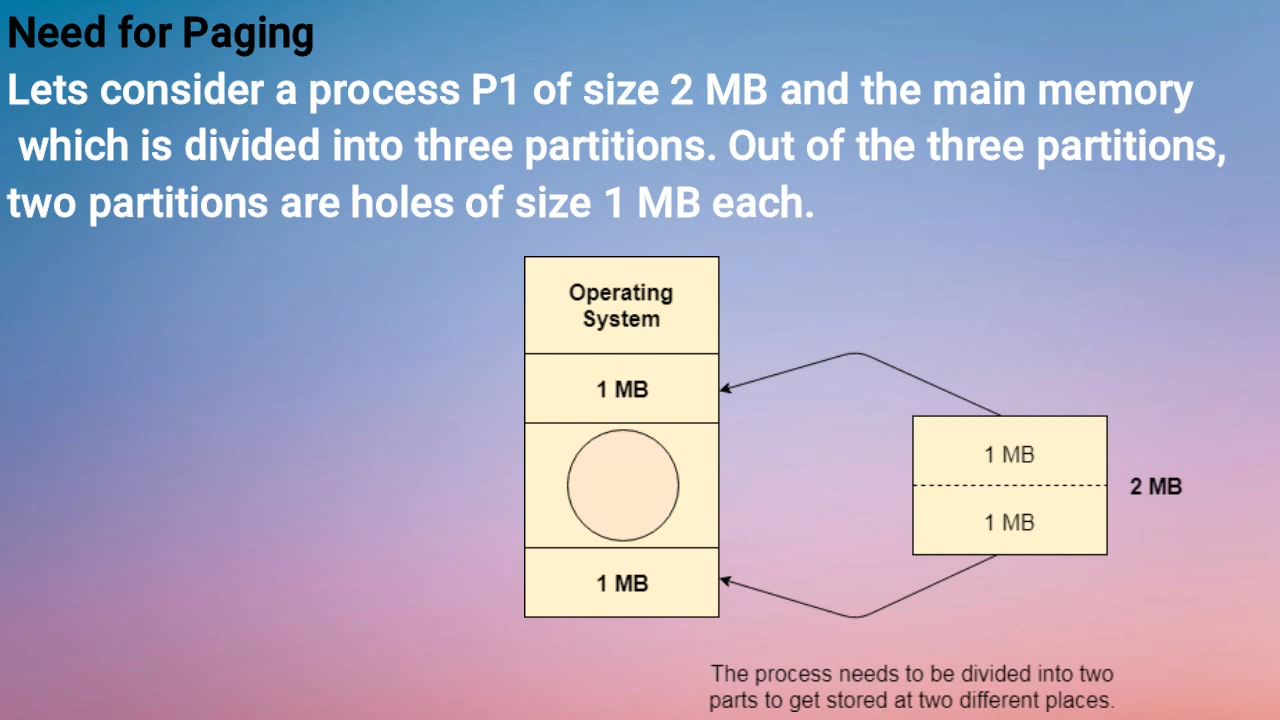 Need for Paging
Lets consider a process P1 of size 2 MB and the main memory
which is divided into three partitions. Out of the three partitions,
two partitions are holes of size 1 MB each.
Operating
System
1 MB
1 MB
2 MB
1 MB
1 MB
The process needs to be divided into two
parts to get stored at two different places.